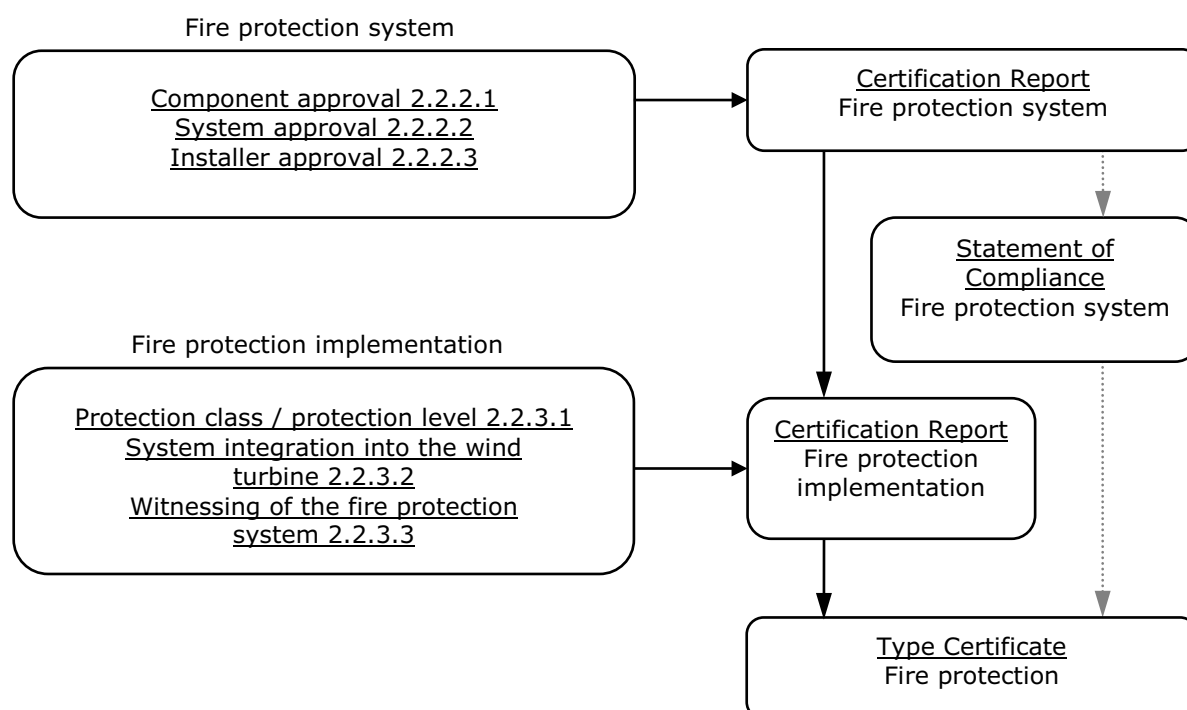 Fire protection system
Component approval 2.2.2.1
System approval 2.2.2.2
Installer approval 2.2.2.3
Certification Report
Fire protection system
Statement of
Compliance
Fire protection system
Fire protection implementation
Protection class / protection level 2.2.3.1
System integration into the wind
turbine 2.2.3.2
Witnessing of the fire protection
system 2.2.3.3
Certification Report
Fire protection
implementation
Type Certificate
Fire protection